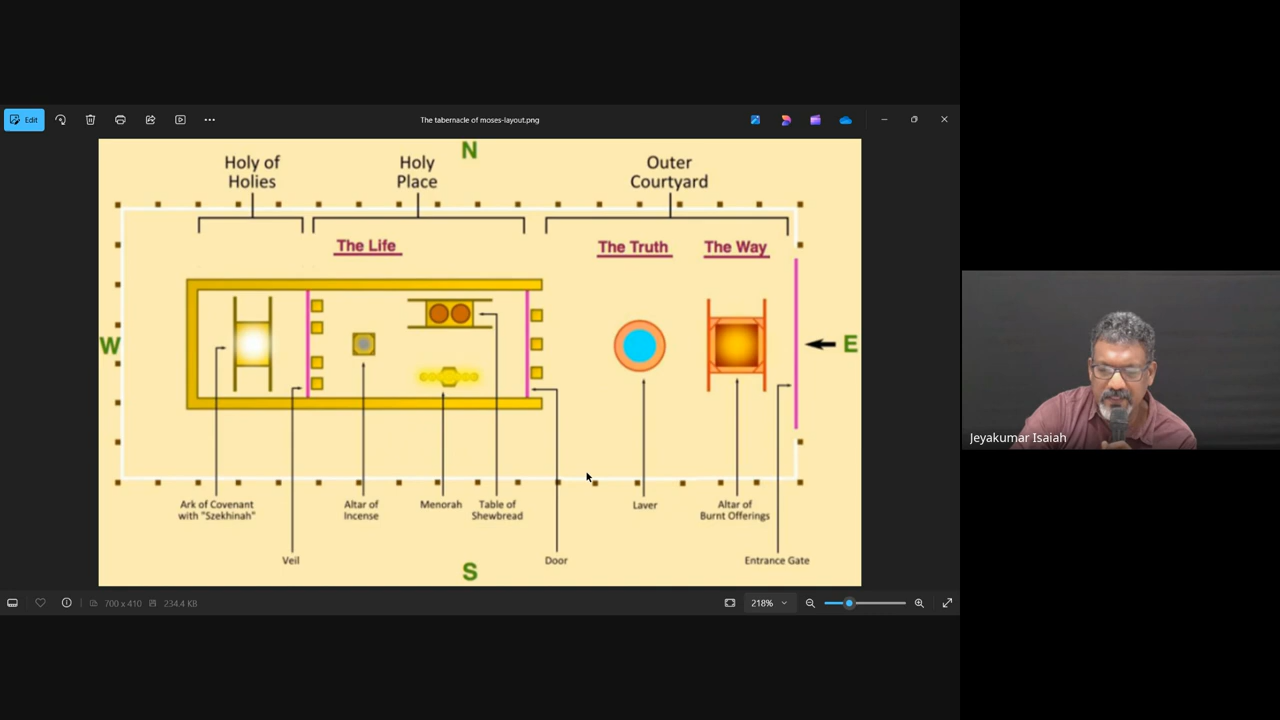 Edit
The tabernacle of moses-layout.png
N
Holy of
Holies
Holy
Place
Outer
Courtyard
The Life
The Truth
The Way
W
E
Ark of Covenant
with "Szekhinah"
Altar of
Incense
Menorah
Table of
Shewbread
Laver
Altar of
Burnt Offerings
Veil
Door
Entrance Gate
S
700 x 410
234.4 KB
218%
Jeyakumar Isaiah